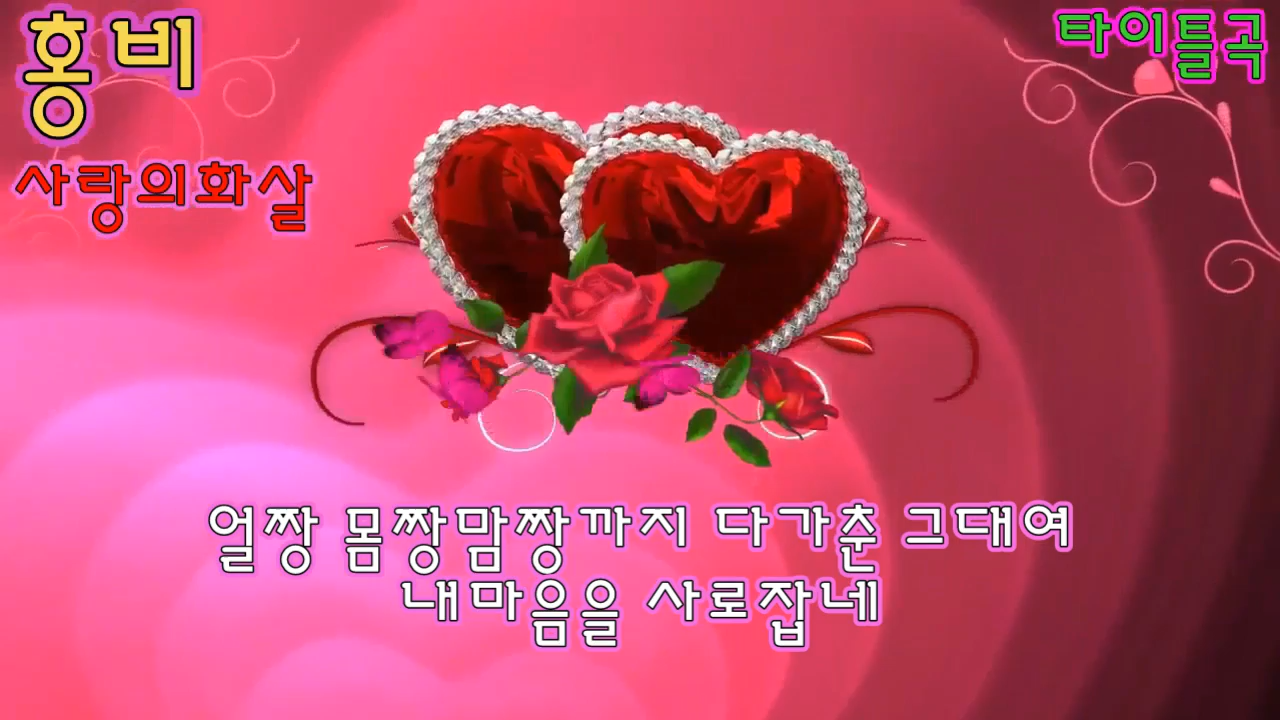 홍비
타이틀곡
사랑의화살
얼짱 몸짱맘짱까지 다가춘 그대여
내마음을 사로잡네